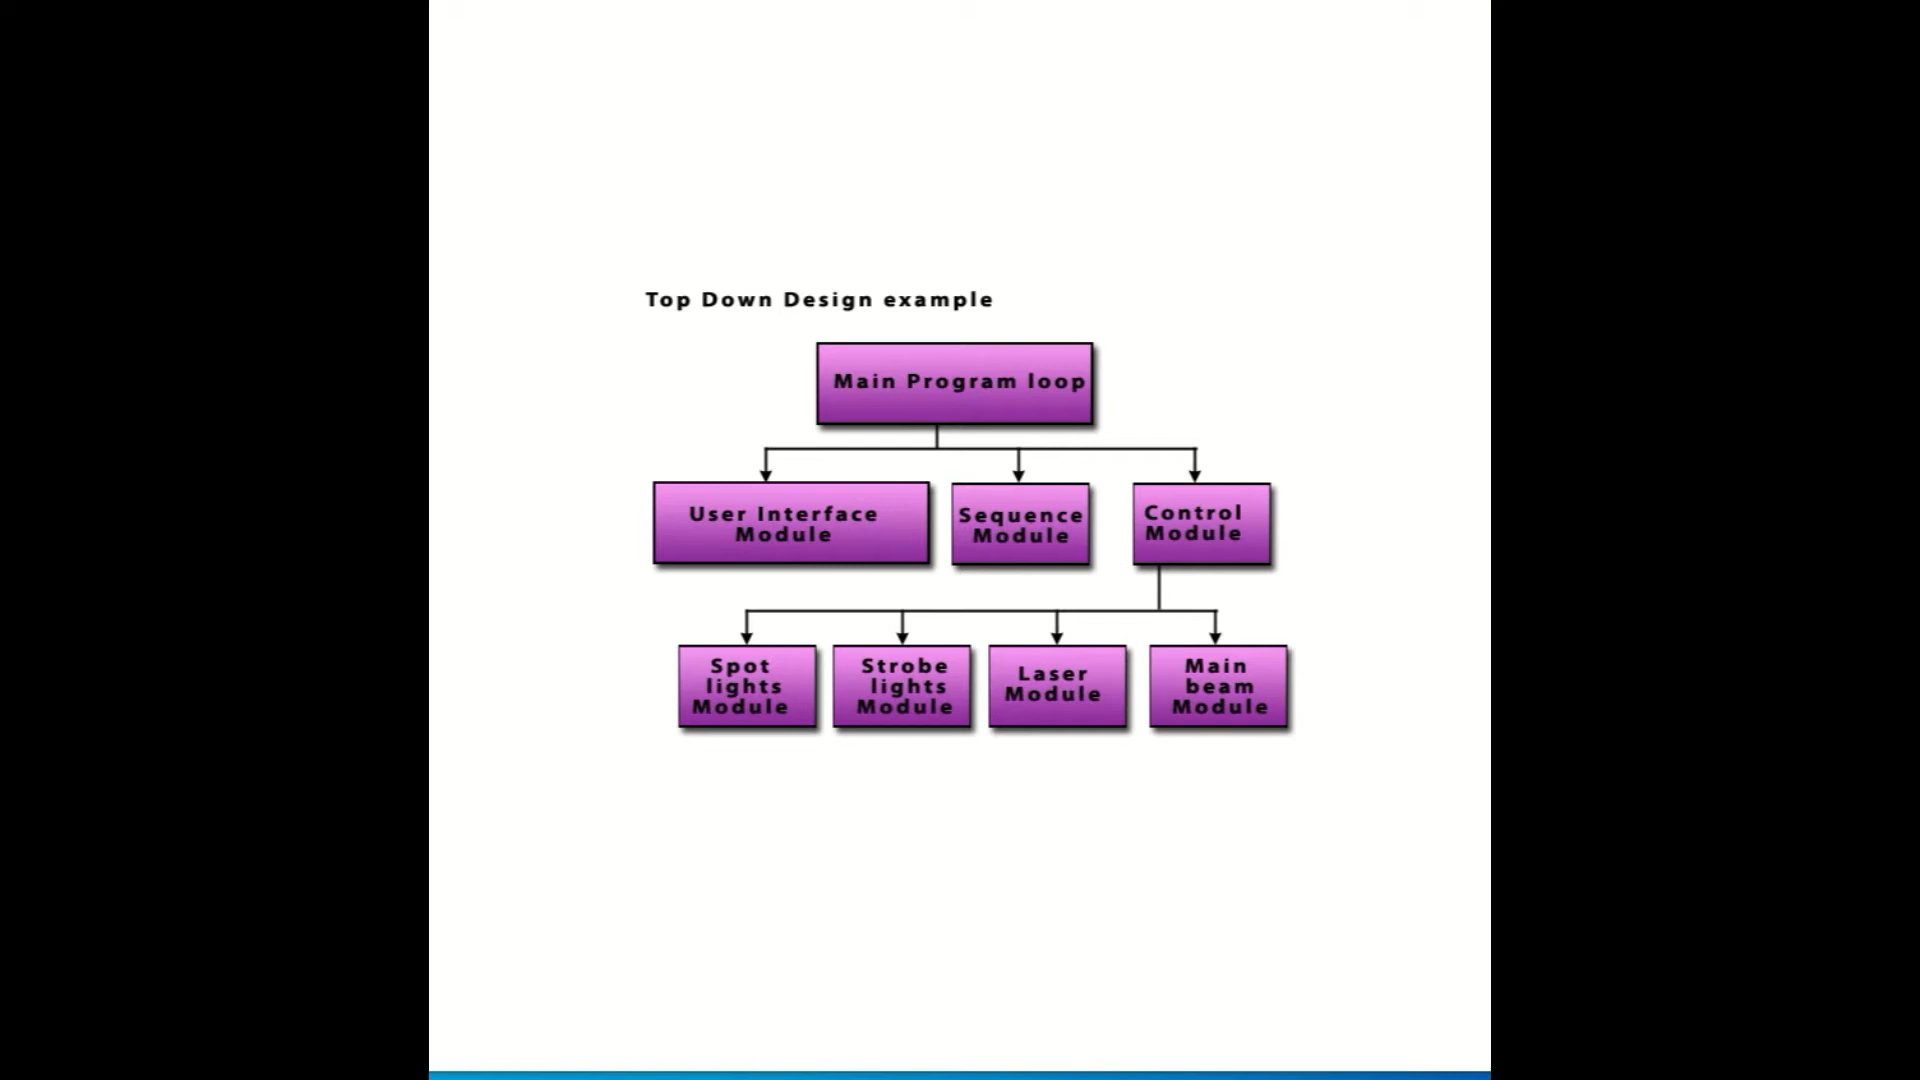 Top Down Design example
Main Program loop
User Interface
Module
Sequence
Module
Control
Module
Spot
lights
Module
Strobe
lights
Module
Laser
Module
Main
beam
Module